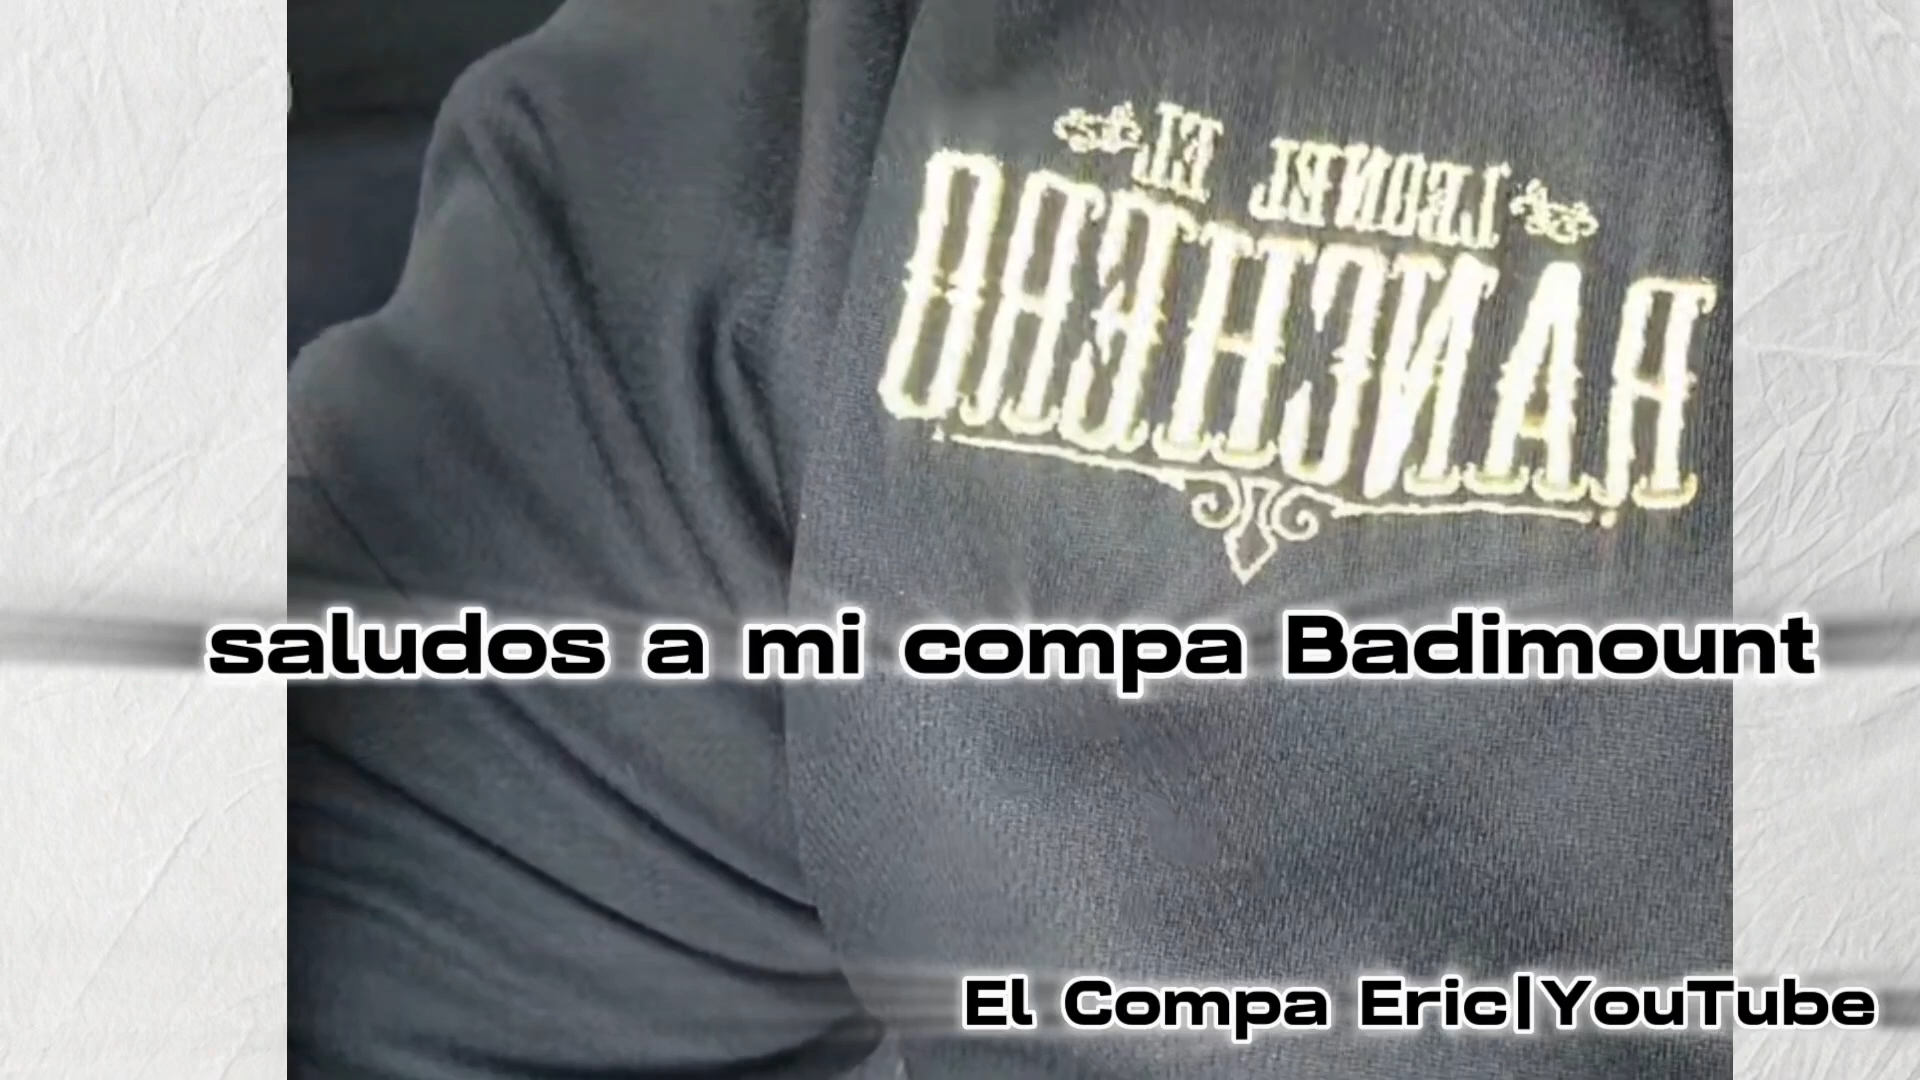 LEONEL EL
RANCHERO
saludos a mi compa Badimount
El Compa Eric|YouTube